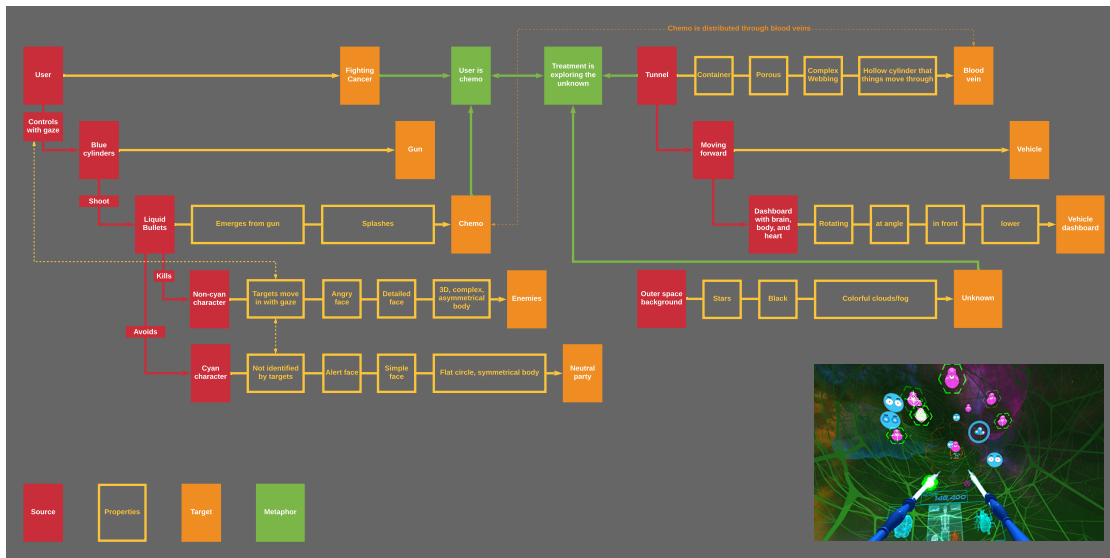 Chemo is distributed through blood veins
User
Fighting
Cancer
User is
chemo
Treatment is
exploring the
unknown
Tunnel
Container
Porous
Complex
Webbing
Hollow cylinder that
things move through
Blood
vein
Controls
with gaze
Blue
cylinders
Gun
Moving
forward
Vehicle
Shoot
Liquid
Bullets
Emerges from gun
Splashes
Chemo
Dashboard
with brain,
body, and
heart
Rotating
at angle
in front
lower
Vehicle
dashboard
Kills
Non-cyan
character
Targets move
in with gaze
Angry
face
Detailed
face
3D, complex,
asymmetrical
body
Enemies
Outer space
background
Stars
Black
Colorful clouds/fog
Unknown
Avoids
Cyan
character
Not identified
by targets
Alert face
Simple
face
Flat circle, symmetrical body
Neutral
party
Source
Properties
Target
Metaphor